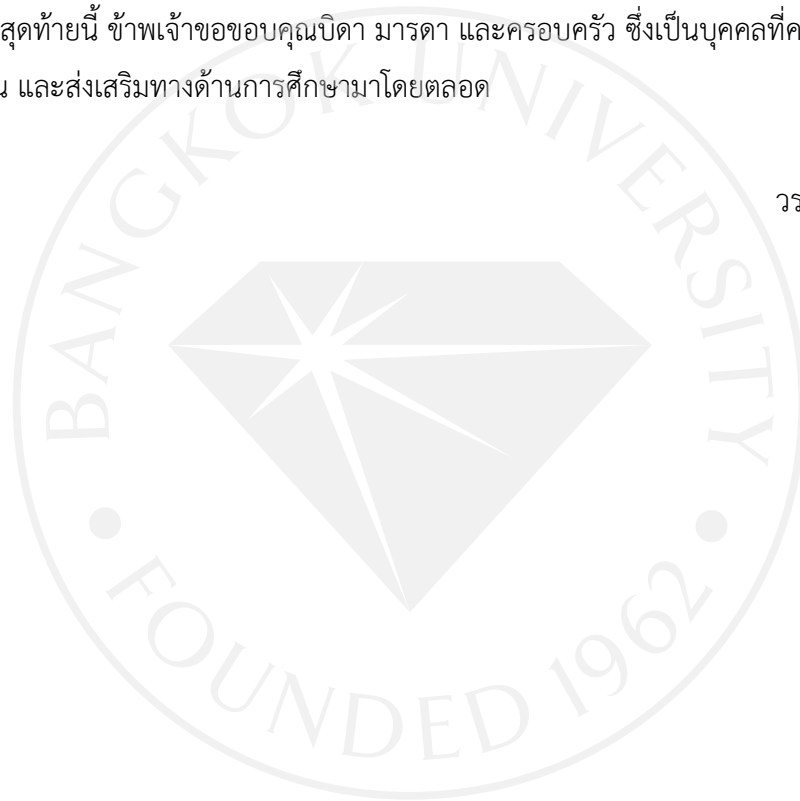 สุดท้ายนี้ ข้าพเจ้าขอขอบคุณบิดา มารดา และครอบครัว ซึ่งเป็นบุคคลที่ค
น และส่งเสริมทางด้านการศึกษามาโดยตลอด
วร
BANGKOK UNIVERSITY
FOUNDED 1962